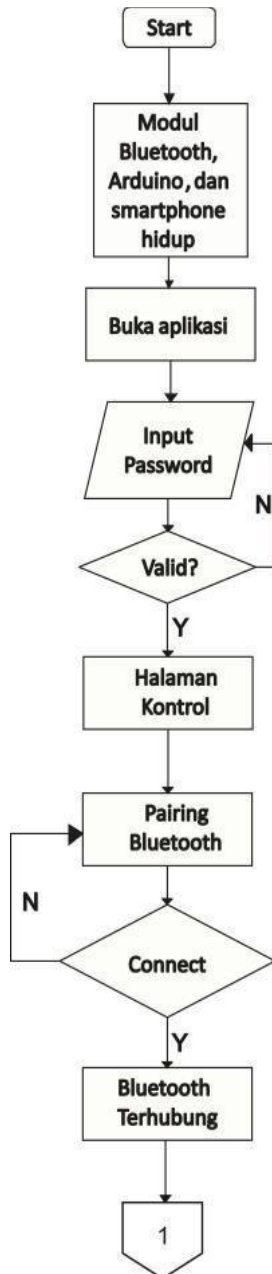 Start
Modul
Bluetooth,
Arduino, dan
smartphone
hidup
Buka aplikasi
Input
Password
N
Valid?
Y
Halaman
Kontrol
Pairing
Bluetooth
N
Connect
Y
Bluetooth
Terhubung
1